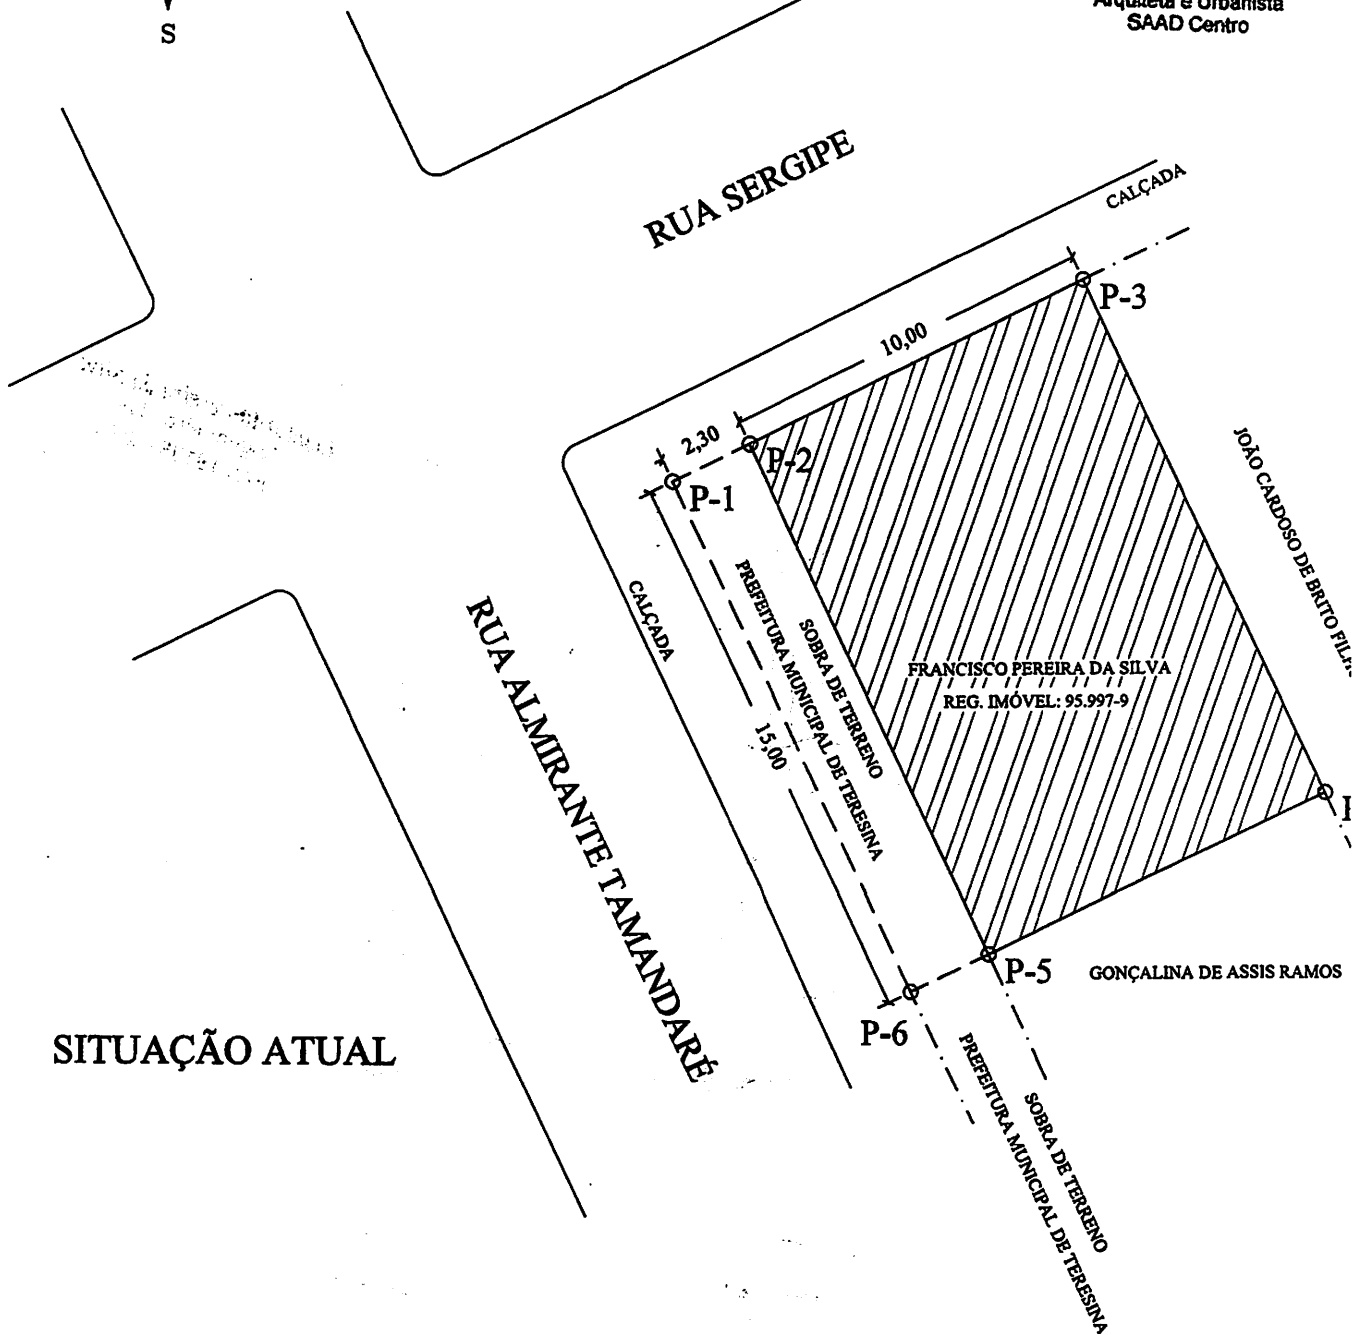 S
Arquiteta e Urbanista
SAAD Centro
RUA SERGIPE
CALÇADA
P-3
10,00
2,30
P-2
P-1
JOÃO CARDOSO DE BRITO
CALÇADA
RUA ALMIRANTE TAMANDARÉ
15,00
PREFEITURA MUNICIPAL DE TERESINA
SOBRA DE TERRENO
FRANCISCO PEREIRA DA SILVA
REG. IMÓVEL: 95.997-9
P-5
GONÇALINA DE ASSIS RAMOS
P-6
SITUAÇÃO ATUAL
PREFEITURA MUNICIPAL DE TERESINA
SOBRA DE TERRENO